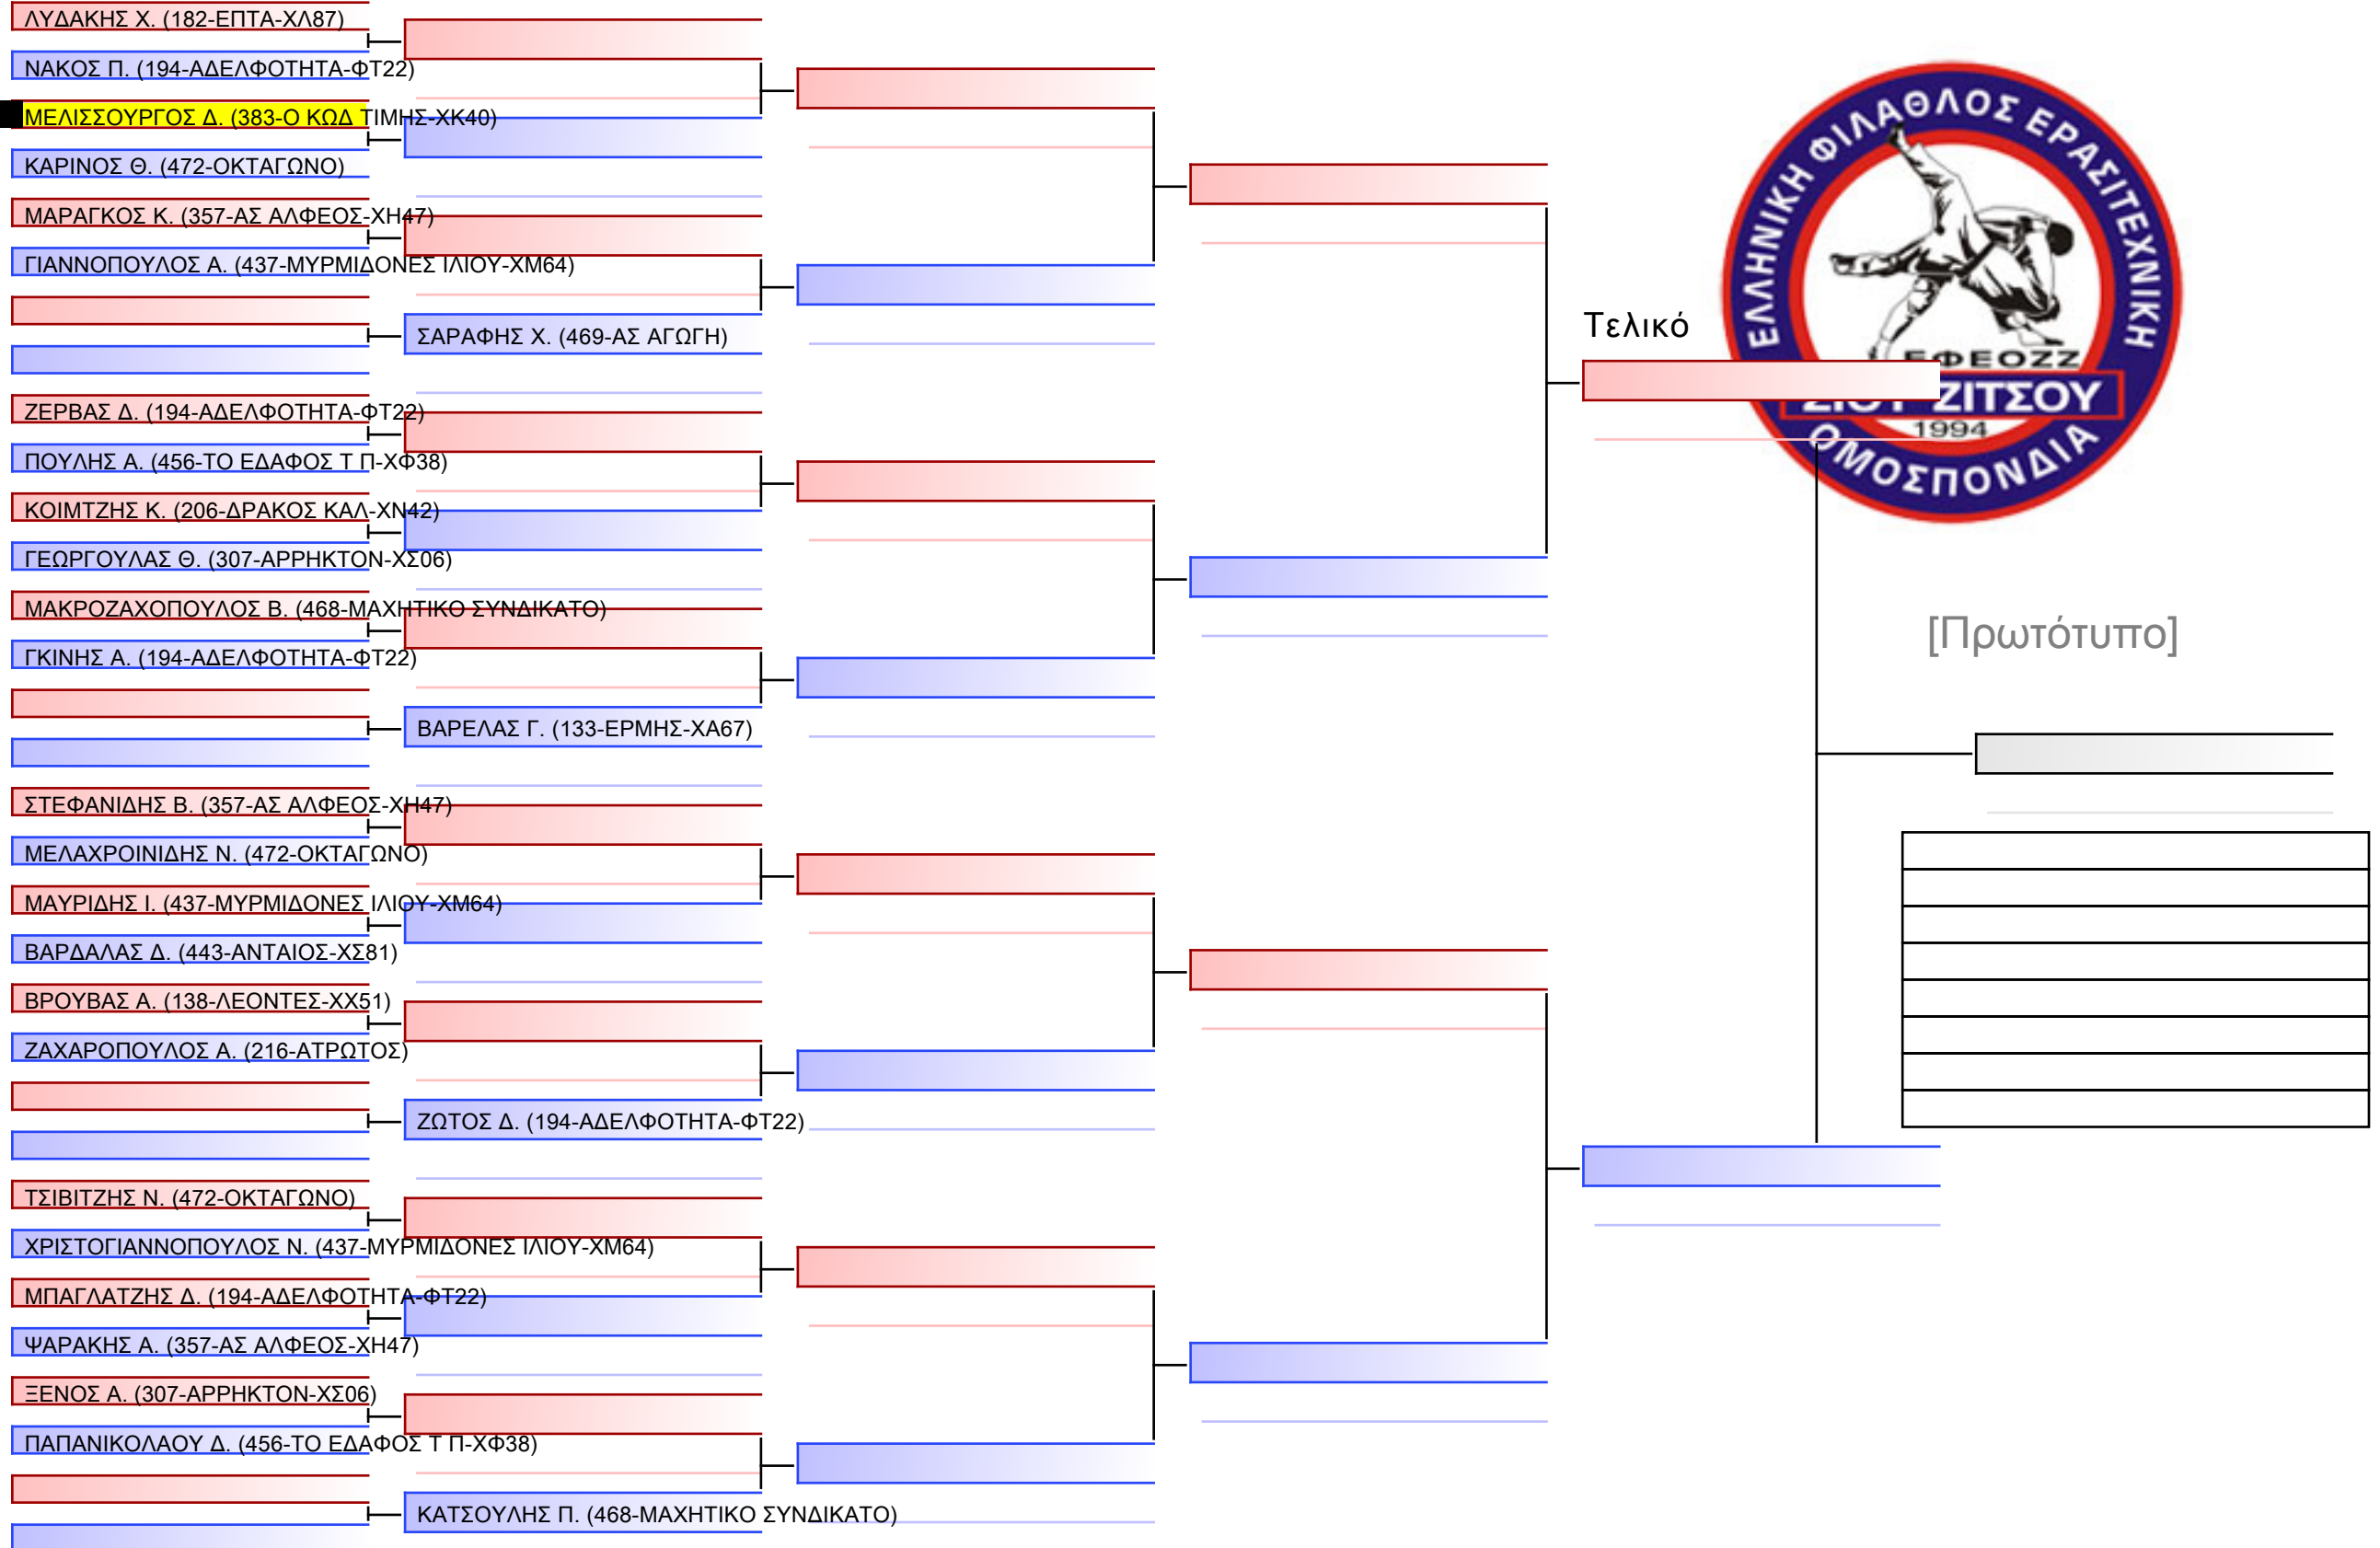 ΛΥΔΑΚΗΣ Χ. (182-ΕΠΤΑ-ΧΛ87)
ΝΑΚΟΣ Π. (194-ΑΔΕΛΦΟΤΗΤΑ-ΦΤ22)
ΜΕΛΙΣΣΟΥΡΓΟΣ Δ. (383-Ο ΚΩΔ ΤΙΜΗΣ-ΧΚ40)
ΚΑΡΙΝΟΣ Θ. (472-ΟΚΤΑΓΩΝΟ)
ΜΑΡΑΓΚΟΣ Κ. (357-ΑΣ ΑΛΦΕΟΣ-ΧΗ47)
ΓΙΑΝΝΟΠΟΥΛΟΣ Α. (437-ΜΥΡΜΙΔΟΝΕΣ ΙΛΙΟΥ-ΧΜ64)
ΣΑΡΑΦΗΣ Χ. (469-ΑΣ ΑΓΩΓΗ)
ΖΕΡΒΑΣ Δ. (194-ΑΔΕΛΦΟΤΗΤΑ-ΦΤ22)
ΠΟΥΛΗΣ Α. (456-ΤΟ ΕΔΑΦΟΣ Τ Π-ΧΦ38)
ΚΟΙΜΤΖΗΣ Κ. (206-ΔΡΑΚΟΣ ΚΑΛ-ΧΝ42)
ΓΕΩΡΓΟΥΛΑΣ Θ. (307-ΑΡΡΗΚΤΟΝ-ΧΣ06)
ΜΑΚΡΟΖΑΧΟΠΟΥΛΟΣ Β. (468-ΜΑΧΗΤΙΚΟ ΣΥΝΔΙΚΑΤΟ)
ΓΚΙΝΗΣ Α. (194-ΑΔΕΛΦΟΤΗΤΑ-ΦΤ22)
ΒΑΡΕΛΑΣ Γ. (133-ΕΡΜΗΣ-ΧΑ67)
ΣΤΕΦΑΝΙΔΗΣ Β. (357-ΑΣ ΑΛΦΕΟΣ-ΧΗ47)
ΜΕΛΑΧΡΟΙΝΙΔΗΣ Ν. (472-ΟΚΤΑΓΩΝΟ)
ΜΑΥΡΙΔΗΣ Ι. (437-ΜΥΡΜΙΔΟΝΕΣ ΙΛΙΟΥ-ΧΜ64)
ΒΑΡΔΑΛΑΣ Δ. (443-ΑΝΤΑΙΟΣ-ΧΣ81)
ΒΡΟΥΒΑΣ Α. (138-ΛΕΟΝΤΕΣ-ΧΧ51)
ΖΑΧΑΡΟΠΟΥΛΟΣ Α. (216-ΑΤΡΩΤΟΣ)
ΖΩΤΟΣ Δ. (194-ΑΔΕΛΦΟΤΗΤΑ-ΦΤ22)
ΤΣΙΒΙΤΖΗΣ Ν. (472-ΟΚΤΑΓΩΝΟ)
ΧΡΙΣΤΟΓΙΑΝΝΟΠΟΥΛΟΣ Ν. (437-ΜΥΡΜΙΔΟΝΕΣ ΙΛΙΟΥ-ΧΜ64)
ΜΠΑΓΛΑΤΖΗΣ Δ. (194-ΑΔΕΛΦΟΤΗΤΑ-ΦΤ22)
ΨΑΡΑΚΗΣ Α. (357-ΑΣ ΑΛΦΕΟΣ-ΧΗ47)
ΞΕΝΟΣ Α. (307-ΑΡΡΗΚΤΟΝ-ΧΣ06)
ΠΑΠΑΝΙΚΟΛΑΟΥ Δ. (456-ΤΟ ΕΔΑΦΟΣ Τ Π-ΧΦ38)
ΚΑΤΣΟΥΛΗΣ Π. (468-ΜΑΧΗΤΙΚΟ ΣΥΝΔΙΚΑΤΟ)
Τελικό
ΕΛΛΗΝΙΚΗ ΦΙΛΑΘΛΟΣ ΕΡΑΣΙΤΕΧΝΙΚΗ
ΕΦΕΟΖΖ
ΖΙΟΥ ΖΙΤΣΟΥ
1994
ΟΜΟΣΠΟΝΔΙΑ
[Πρωτότυπο]